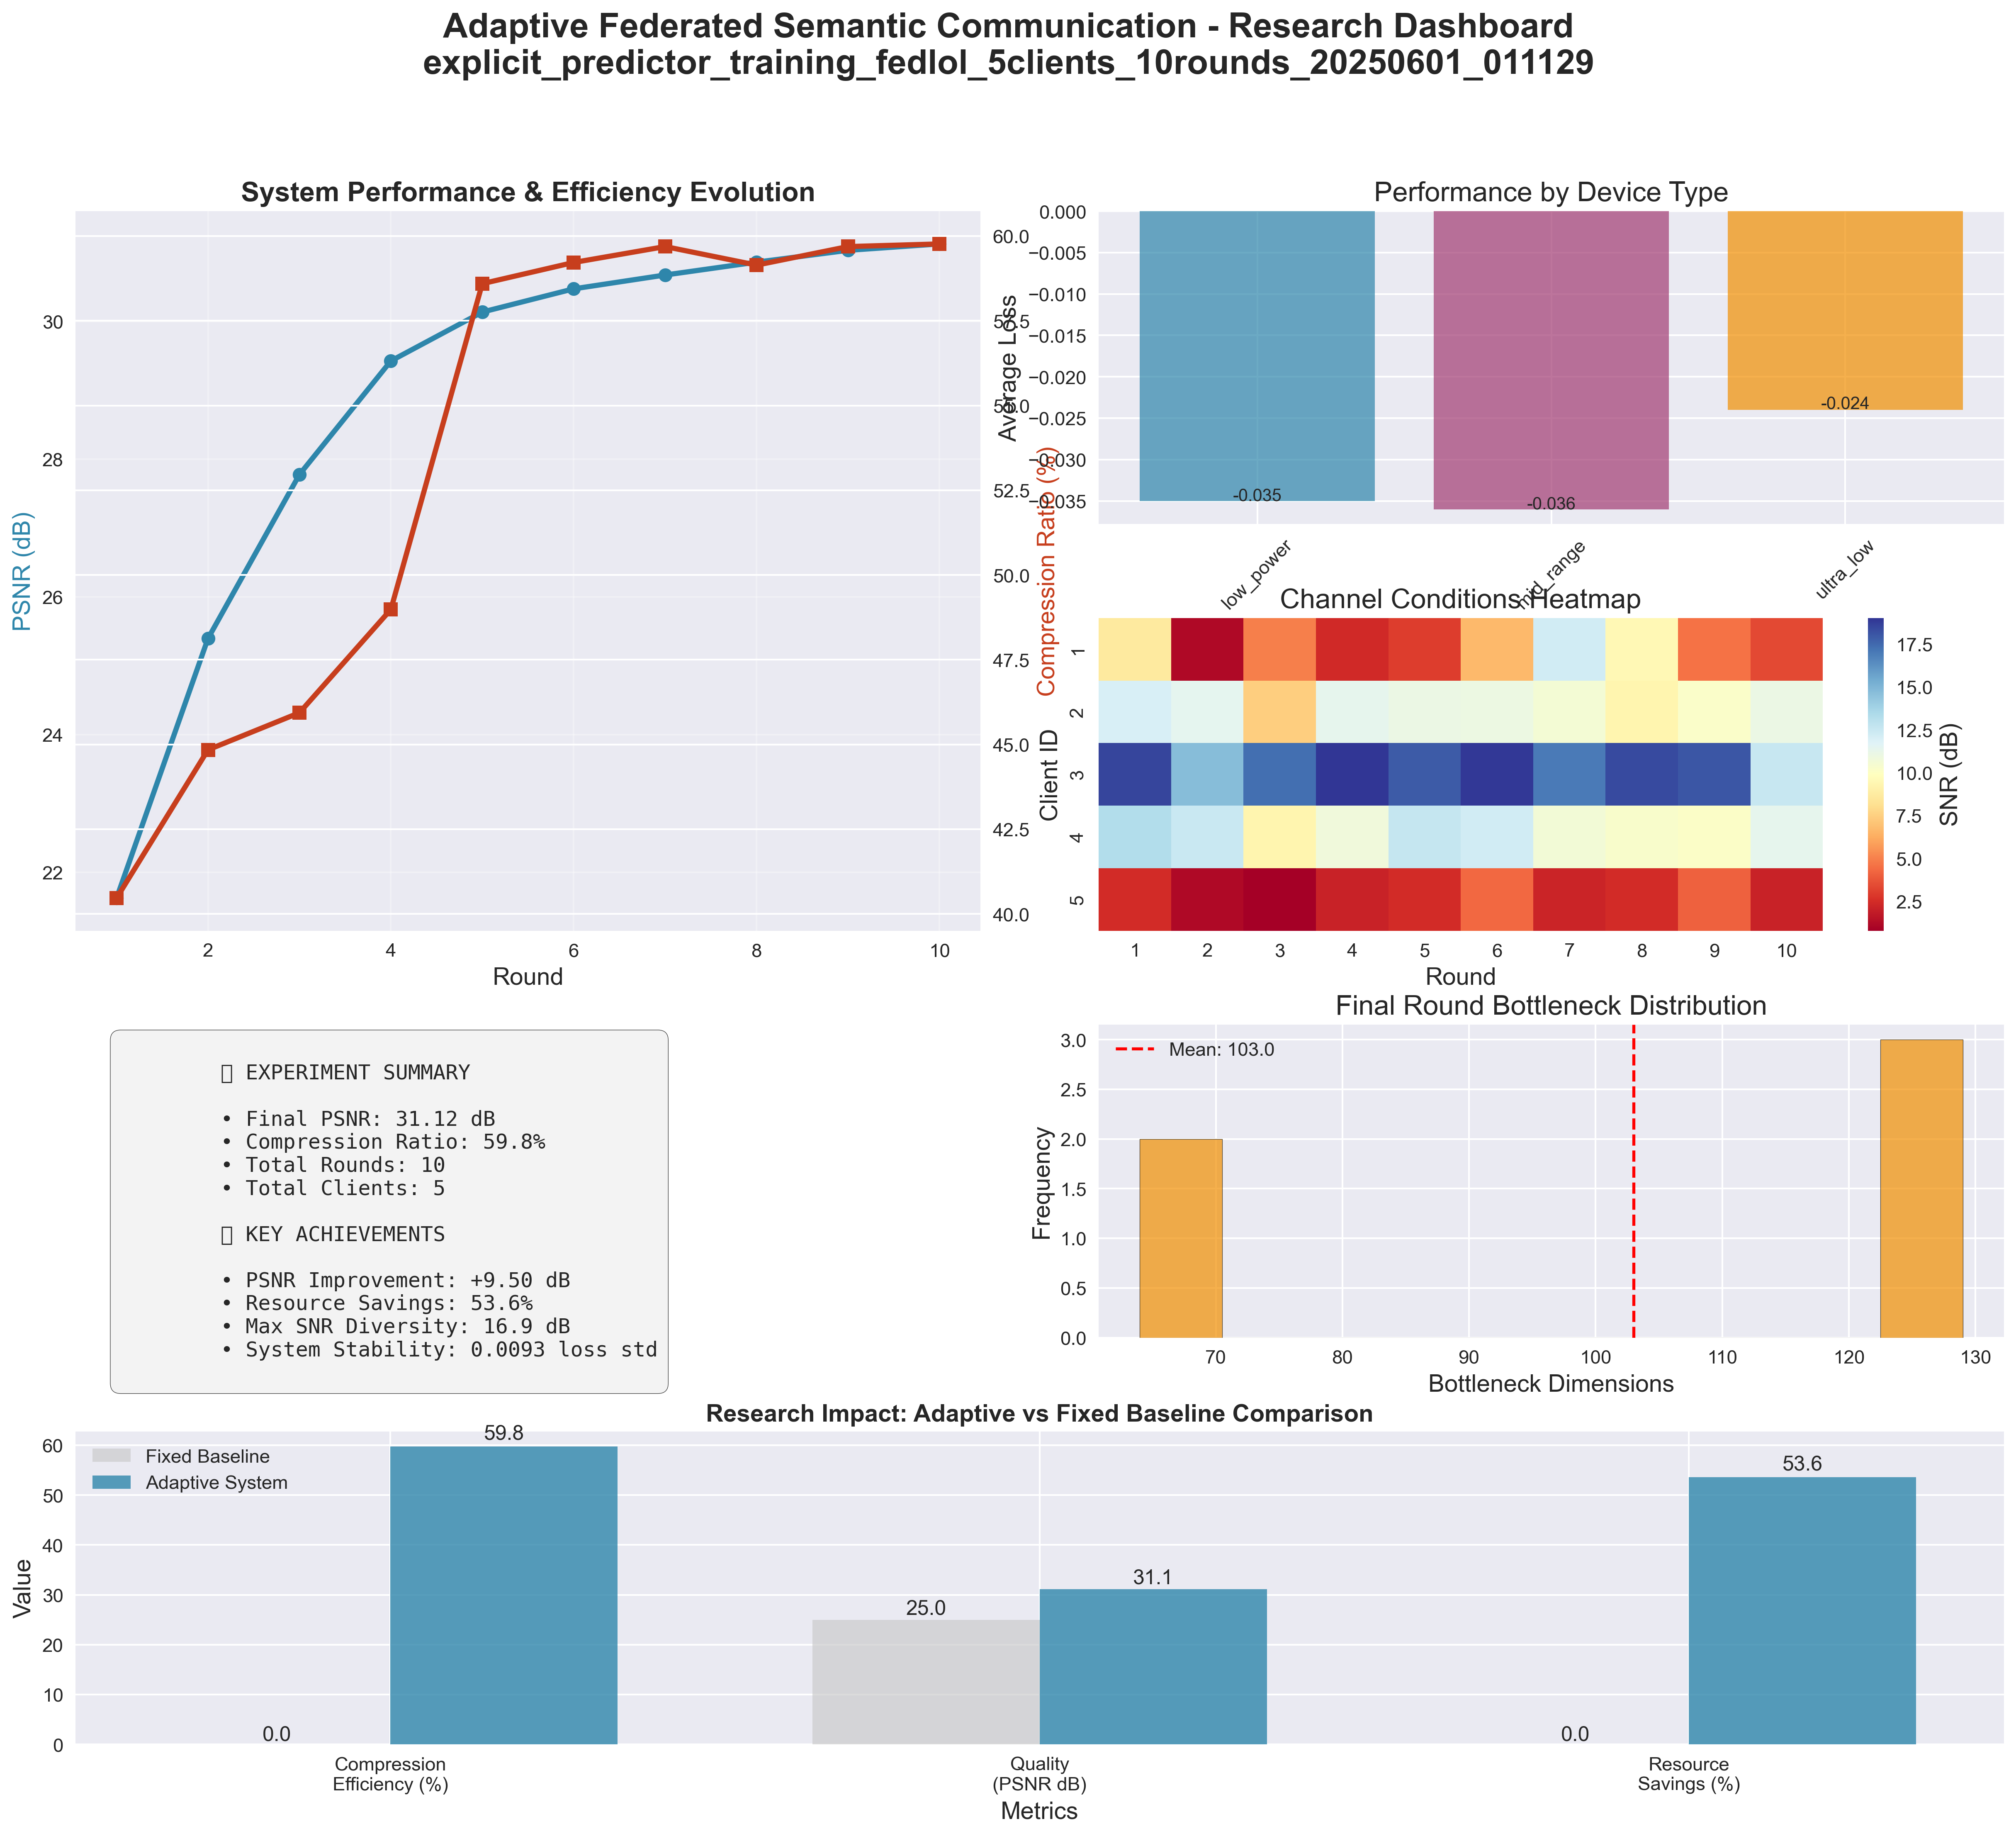 Adaptive Federated Semantic Communication - Research Dashboard
explicit_predictor_training_fedlol_5clients_10rounds_20250601_011129
System Performance & Efficiency Evolution
PSNR (dB)
30
28
26
24
22
60.0
57.5
55.0
52.5
50.0
47.5
45.0
42.5
40.0
Compression Ratio (%)
2
4
6
8
10
Round
Performance by Device Type
Average Loss
0.000
−0.005
−0.010
−0.015
−0.020
−0.025
−0.030
−0.035
-0.035
-0.036
-0.024
low_power
mid_range
ultra_low
Channel Conditions Heatmap
Client ID
1
2
3
4
5
1 2 3 4 5 6 7 8 9 10
Round
17.5
15.0
12.5
10.0
7.5
5.0
2.5
SNR (dB)
EXPERIMENT SUMMARY
• Final PSNR: 31.12 dB
• Compression Ratio: 59.8%
• Total Rounds: 10
• Total Clients: 5
KEY ACHIEVEMENTS
• PSNR Improvement: +9.50 dB
• Resource Savings: 53.6%
• Max SNR Diversity: 16.9 dB
• System Stability: 0.0093 loss std
Final Round Bottleneck Distribution
Mean: 103.0
Frequency
3.0
2.5
2.0
1.5
1.0
0.5
0.0
70 80 90 100 110 120 130
Bottleneck Dimensions
Research Impact: Adaptive vs Fixed Baseline Comparison
Fixed Baseline
Adaptive System
Value
60
50
40
30
20
10
0
0.0
59.8
25.0
31.1
0.0
53.6
Compression
Efficiency (%)
Quality
(PSNR dB)
Resource
Savings (%)
Metrics